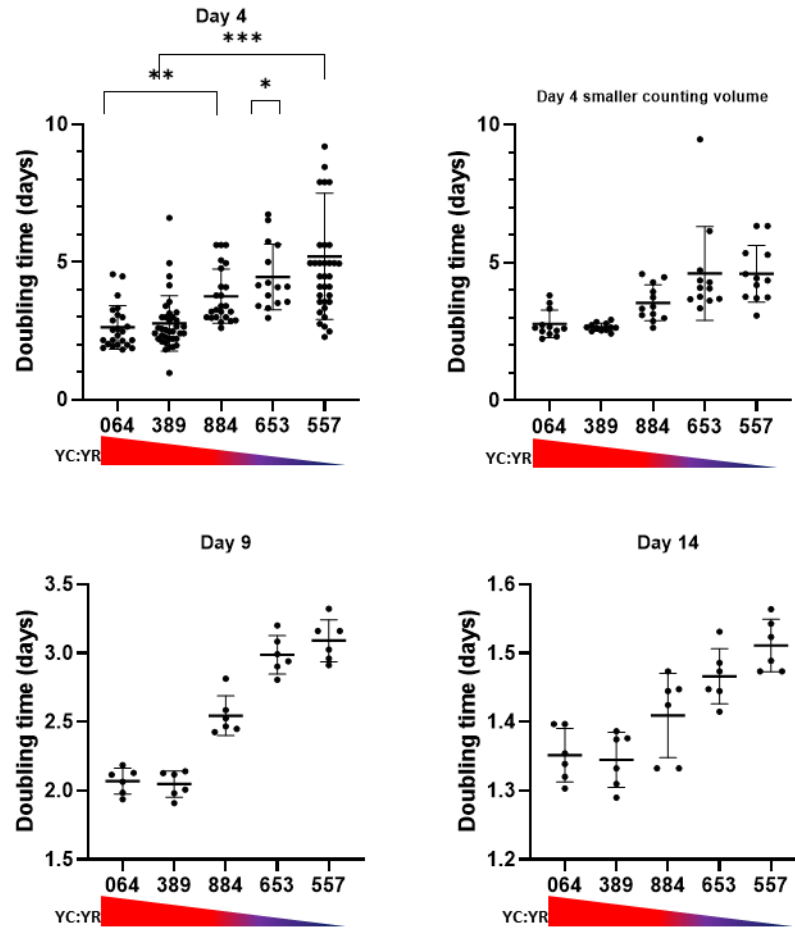 Day 4
***
**
*
Doubling time (days)
10
5
0
064 389 884 653 557
YC:YR
Day 4 smaller counting volume
Doubling time (days)
10
5
0
064 389 884 653 557
YC:YR
Day 9
Doubling time (days)
3.5
3.0
2.5
2.0
1.5
064 389 884 653 557
YC:YR
Day 14
Doubling time (days)
1.6
1.5
1.4
1.3
1.2
064 389 884 653 557
YC:YR